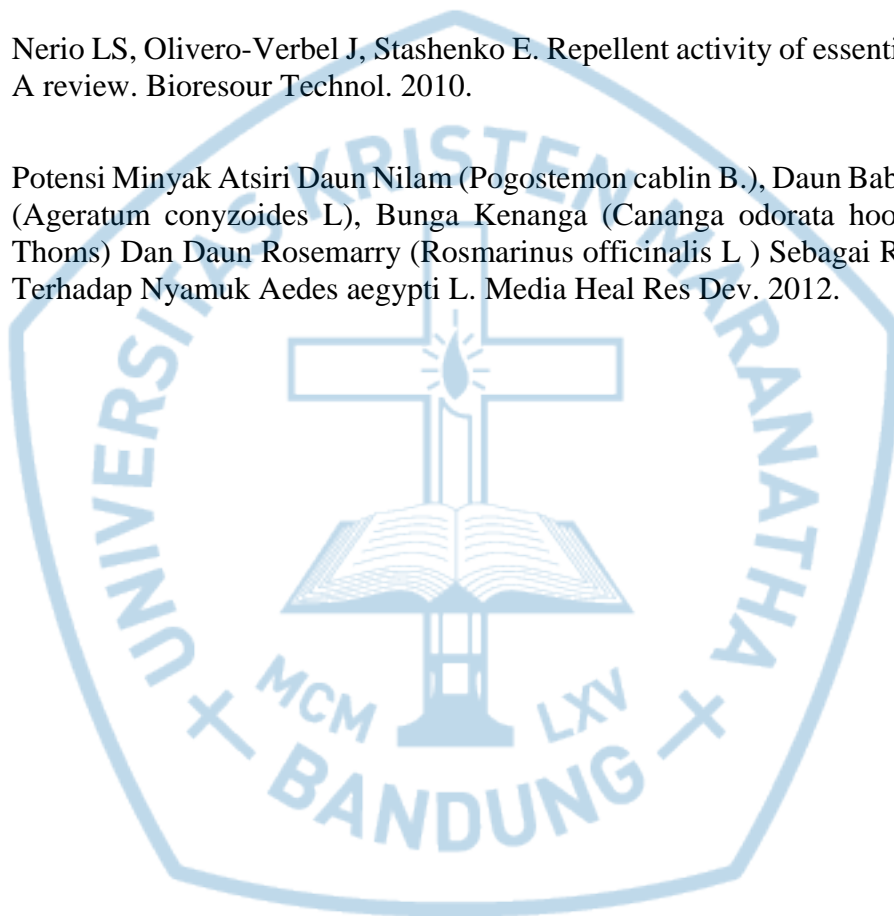 Nerio LS, Olivero-Verbel J, Stashenko E. Repellent activity of essenti
A review. Bioresour Technol. 2010.
Potensi Minyak Atsiri Daun Nilam (Pogostemon cablin B.), Daun Bab
(Ageratum conyzoides L), Bunga Kenanga (Cananga odorata hoo
Thoms) Dan Daun Rosemarry (Rosmarinus officinalis L ) Sebagai R
Terhadap Nyamuk Aedes aegypti L. Media Heal Res Dev. 2012.
UNIVERSITAS KRISTEN MARANATHA
MCM LXV
BANDUNG